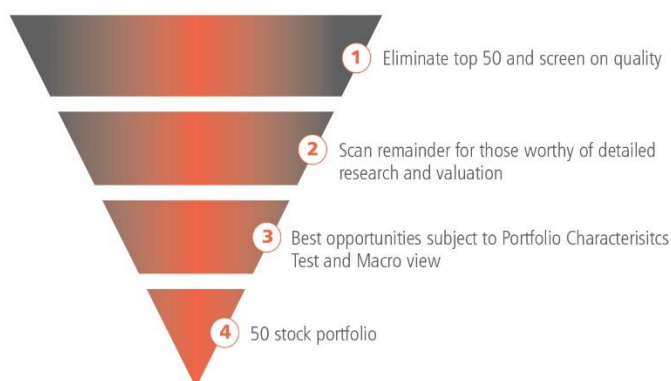 1 Eliminate top 50 and screen on quality
2 Scan remainder for those worthy of detailed
research and valuation
3 Best opportunities subject to Portfolio Characterisitcs
Test and Macro view
4 50 stock portfolio